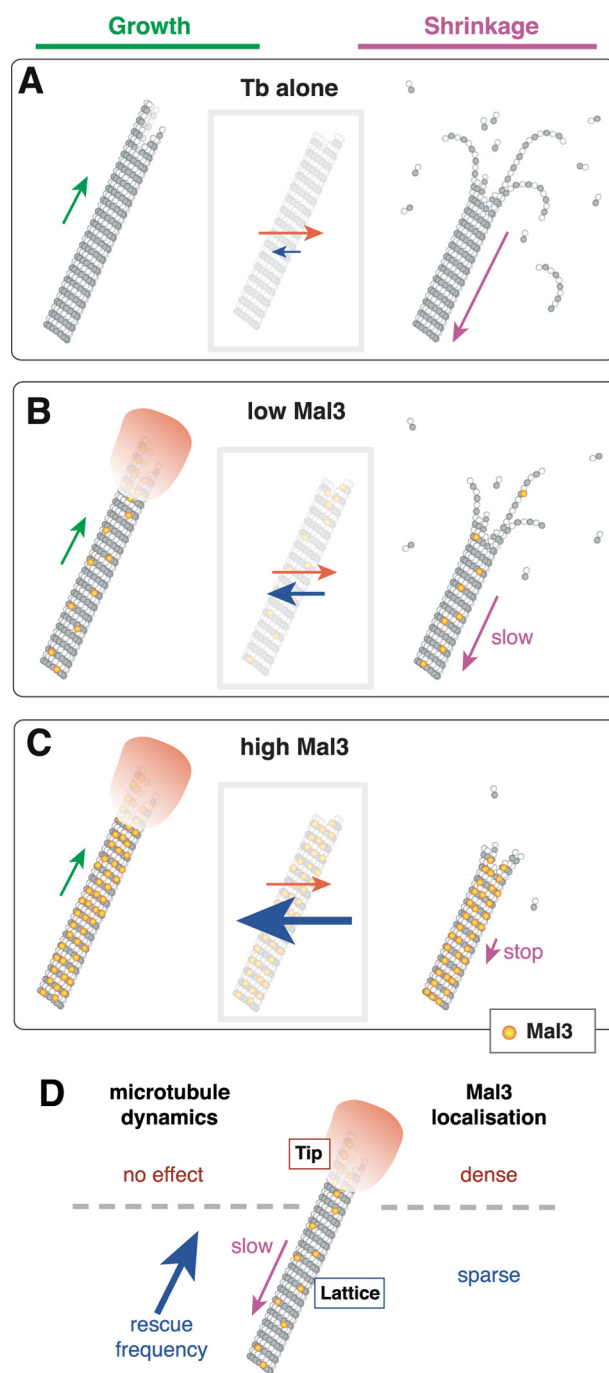 Growth
Shrinkage
A
Tb alone
B
low Mal3
slow
C
high Mal3
stop
Mal3
D
microtubule
dynamics
Mal3
localisation
Tip
no effect
dense
slow
Lattice
sparse
rescue
frequency